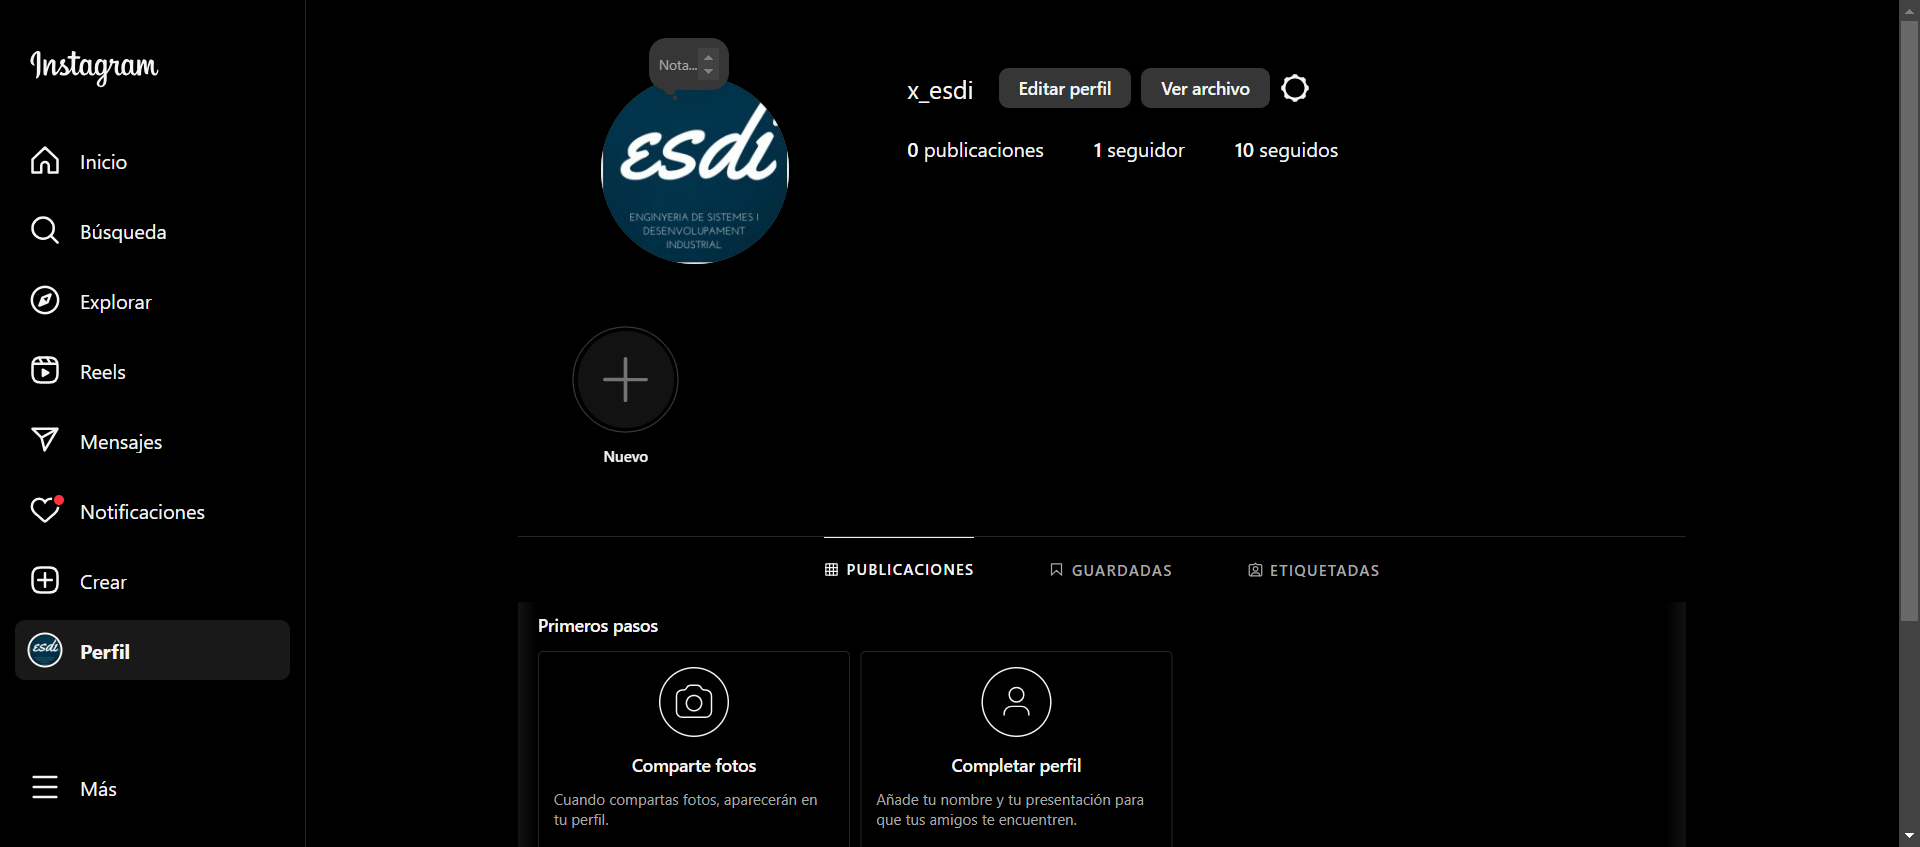 Instagram
Inicio
Búsqueda
Explorar
Reels
Mensajes
Notificaciones
Crear
Perfil
Más
Nota...
esdi
ENGINYERIA DE SISTEMES I
DESENVOLUPAMENT
INDUSTRIAL
x_esdi
Editar perfil
Ver archivo
0 publicaciones
1 seguidor
10 seguidos
Nuevo
PUBLICACIONES
GUARDADAS
ETIQUETADAS
Primeros pasos
Comparte fotos
Cuando compartas fotos, aparecerán en
tu perfil.
Completar perfil
Añade tu nombre y tu presentación para
que tus amigos te encuentren.